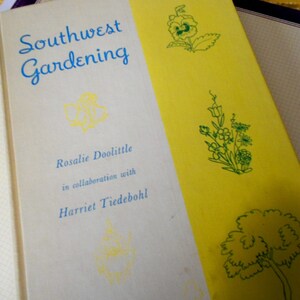 Southwest
Gardening
Rosalie Doolittle
in collaboration with
Harriet Tiedebohl